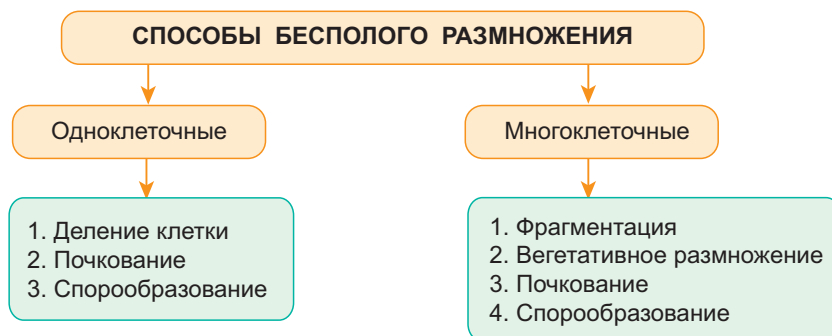 СПОСОБЫ БЕСПОЛОГО РАЗМНОЖЕНИЯ
Одноклеточные
1. Деление клетки
2. Почкование
3. Спорообразование
Многоклеточные
1. Фрагментация
2. Вегетативное размножение
3. Почкование
4. Спорообразование